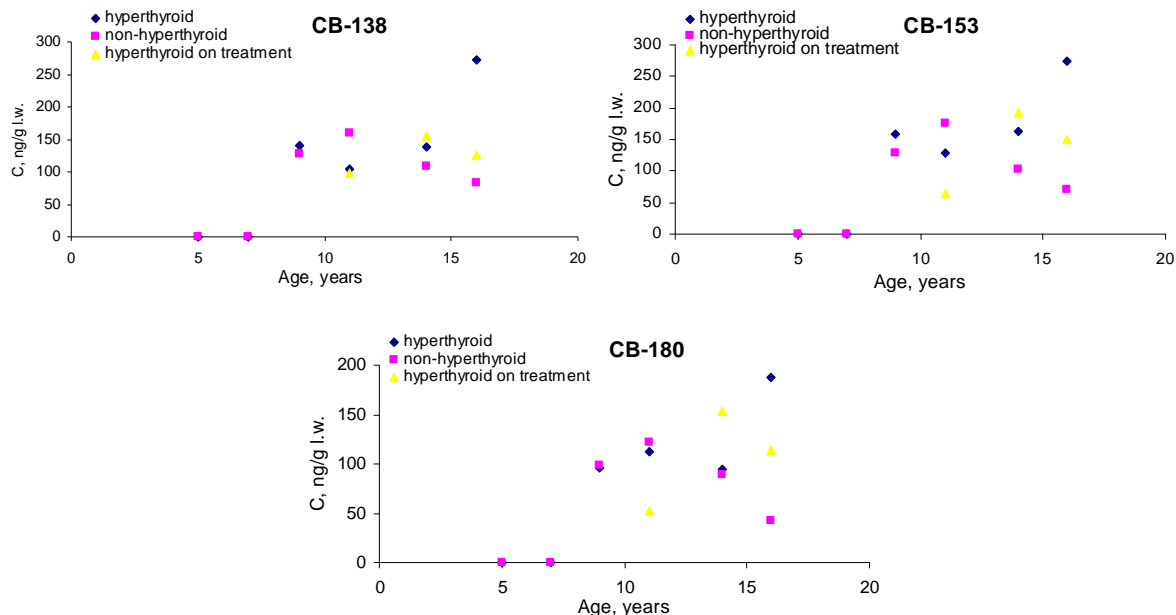 CB-138
hyperthyroid
non-hyperthyroid
hyperthyroid on treatment
300
250
200
150
100
50
0
C, ng/g l.w.
0 5 10 15 20
Age, years
CB-153
hyperthyroid
non-hyperthyroid
hyperthyroid on treatment
300
250
200
150
100
50
0
C, ng/g l.w.
0 5 10 15 20
Age, years
CB-180
hyperthyroid
non-hyperthyroid
hyperthyroid on treatment
200
150
100
50
0
C, ng/g l.w.
0 5 10 15 20
Age, years